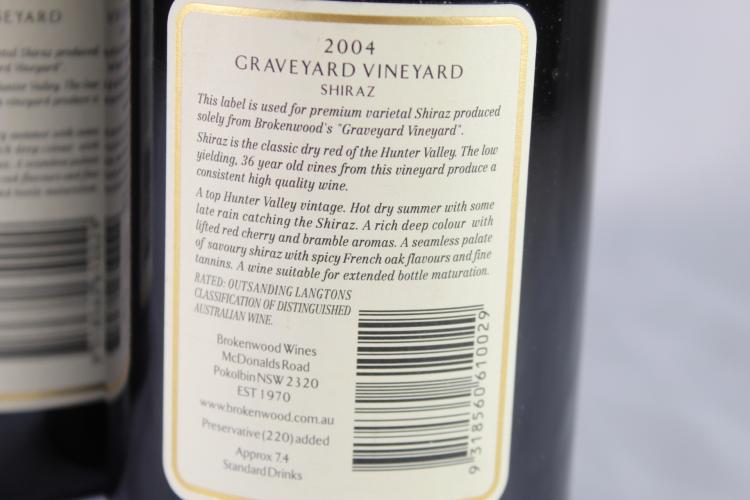 2004
GRAVEYARD VINEYARD
SHIRAZ
This label is used for premium varietal Shiraz produced
solely from Brokenwood's "Graveyard Vineyard".
Shiraz is the classic dry red of the Hunter Valley. The low
yielding, 36 year old vines from this vineyard produce a
consistent high quality wine.
A top Hunter Valley vintage. Hot dry summer with some
late rain catching the Shiraz. A rich deep colour with
lifted red cherry and bramble aromas. A seamless palate
of savoury shiraz with spicy French oak flavours and fine
tannins. A wine suitable for extended bottle maturation.
RATED: OUTSANDING LANGTONS
CLASSIFICATION OF DISTINGUISHED
AUSTRALIAN WINE.
Brokenwood Wines
McDonalds Road
Pokolbin NSW 2320
EST 1970
www.brokenwood.com.au
Preservative (220) added
Approx 7.4
Standard Drinks
9 318560 610029